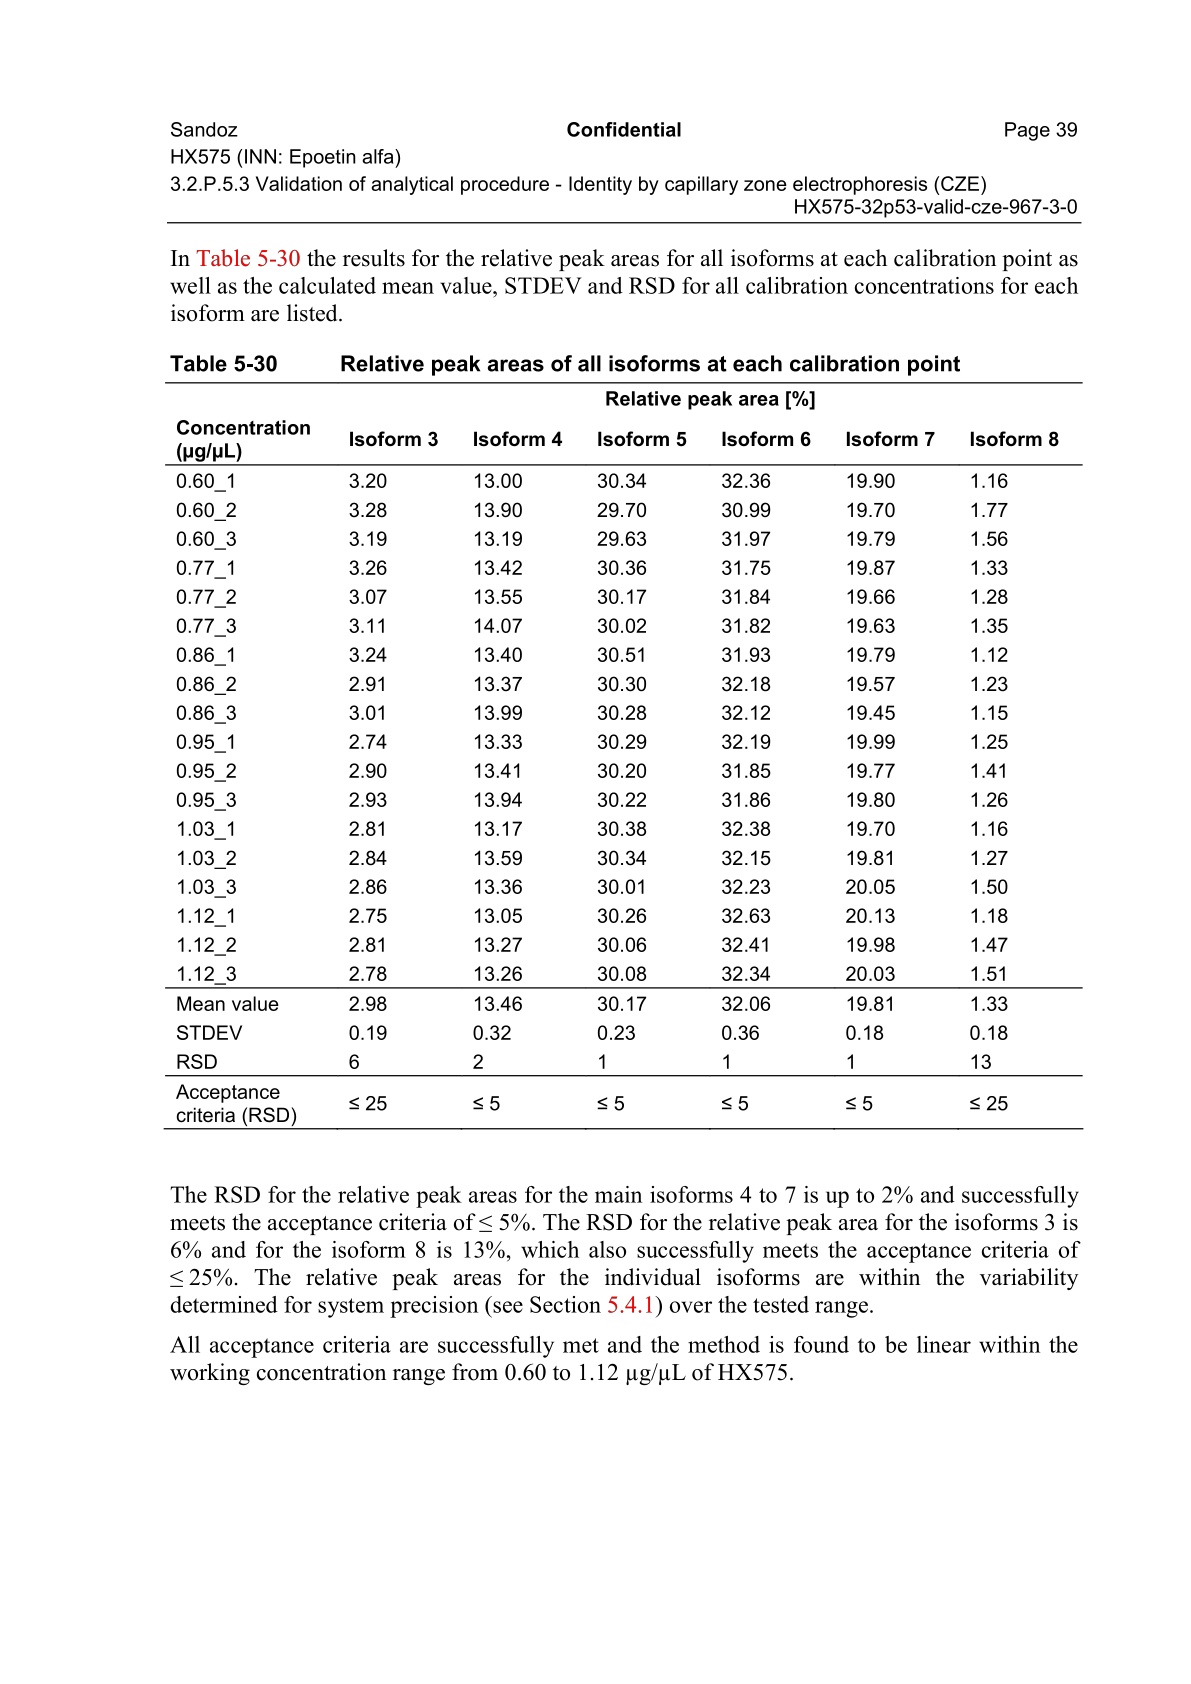 Sandoz Confidential Page 39
HX575 (INN: Epoetin alfa)
3.2.P.5.3 Validation of analytical procedure - Identity by capillary zone electrophoresis (CZE)
HX575-32p53-valid-cze-967-3-0
In Table 5-30 the results for the relative peak areas for all isoforms at each calibration point as
well as the calculated mean value, STDEV and RSD for all calibration concentrations for each
isoform are listed.
Table 5-30 Relative peak areas of all isoforms at each calibration point
Relative peak area [%]
Concentration
(µg/µL) Isoform 3 Isoform 4 Isoform 5 Isoform 6 Isoform 7 Isoform 8
0.60_1 3.20 13.00 30.34 32.36 19.90 1.16
0.60_2 3.28 13.90 29.70 30.99 19.70 1.77
0.60_3 3.19 13.19 29.63 31.97 19.79 1.56
0.77_1 3.26 13.42 30.36 31.75 19.87 1.33
0.77_2 3.07 13.55 30.17 31.84 19.66 1.28
0.77_3 3.11 14.07 30.02 31.82 19.63 1.35
0.86_1 3.24 13.40 30.51 31.93 19.79 1.12
0.86_2 2.91 13.37 30.30 32.18 19.57 1.23
0.86_3 3.01 13.99 30.28 32.12 19.45 1.15
0.95_1 2.74 13.33 30.29 32.19 19.99 1.25
0.95_2 2.90 13.41 30.20 31.85 19.77 1.41
0.95_3 2.93 13.94 30.22 31.86 19.80 1.26
1.03_1 2.81 13.17 30.38 32.38 19.70 1.16
1.03_2 2.84 13.59 30.34 32.15 19.81 1.27
1.03_3 2.86 13.36 30.01 32.23 20.05 1.50
1.12_1 2.75 13.05 30.26 32.63 20.13 1.18
1.12_2 2.81 13.27 30.06 32.41 19.98 1.47
1.12_3 2.78 13.26 30.08 32.34 20.03 1.51
Mean value 2.98 13.46 30.17 32.06 19.81 1.33
STDEV 0.19 0.32 0.23 0.36 0.18 0.18
RSD 6 2 1 1 1 13
Acceptance
criteria (RSD) ≤ 25 ≤ 5 ≤ 5 ≤ 5 ≤ 5 ≤ 25
The RSD for the relative peak areas for the main isoforms 4 to 7 is up to 2% and successfully
meets the acceptance criteria of ≤ 5%. The RSD for the relative peak area for the isoforms 3 is
6% and for the isoform 8 is 13%, which also successfully meets the acceptance criteria of
≤ 25%. The relative peak areas for the individual isoforms are within the variability
determined for system precision (see Section 5.4.1) over the tested range.
All acceptance criteria are successfully met and the method is found to be linear within the
working concentration range from 0.60 to 1.12 µg/µL of HX575.